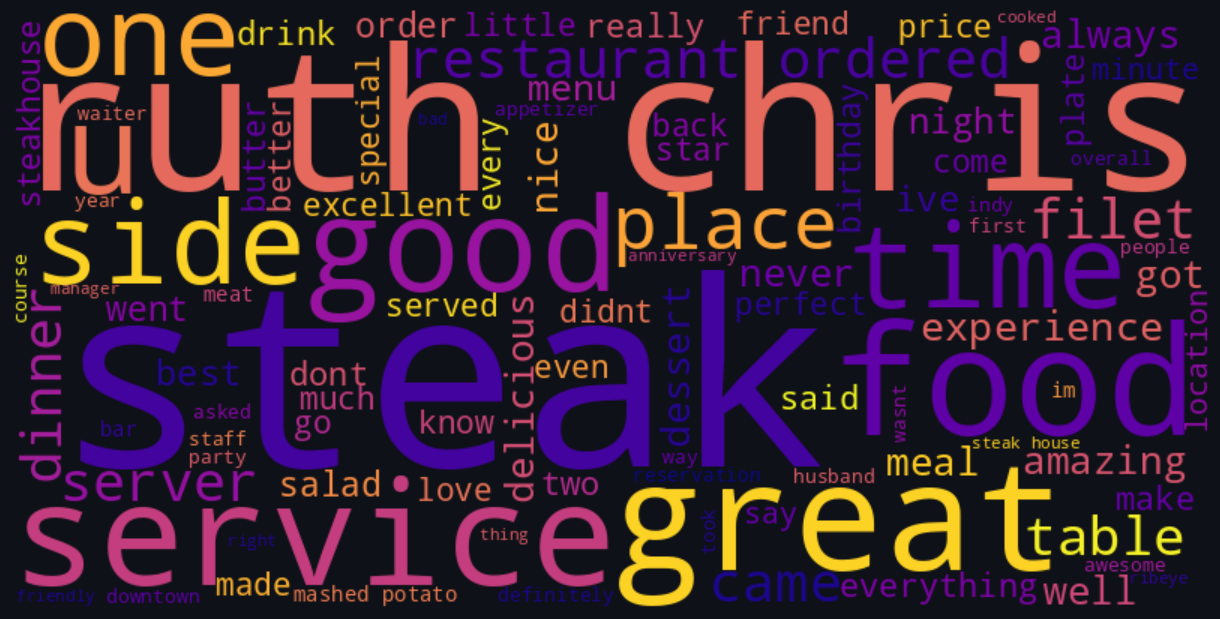 one
drink
order
little
really
friend
price
cooked
always
steakhouse
restaurant
ordered
minute
ruth chris
waiter
u
special
menu
appetizer
bad
butter
better
every
nice
back
star
birthday
night
plate
come
overall
year
excellent
side
good
place
ive
indy
first
filet
time
people
anniversary
never
perfect
got
course
manager
meat
went
served
didnt
dessert
experience
location
dinner
steak
food
best
dont
much
go
know
delicious
even
said
im
wasnt
asked
bar
staff
party
steak house
way
reservation
husband
meal
amazing
server
salad
love
two
make
service
great
thing
right
took
say
table
awesome
ribeye
came
everything
well
made
mashed potato
definitely
friendly
downtown